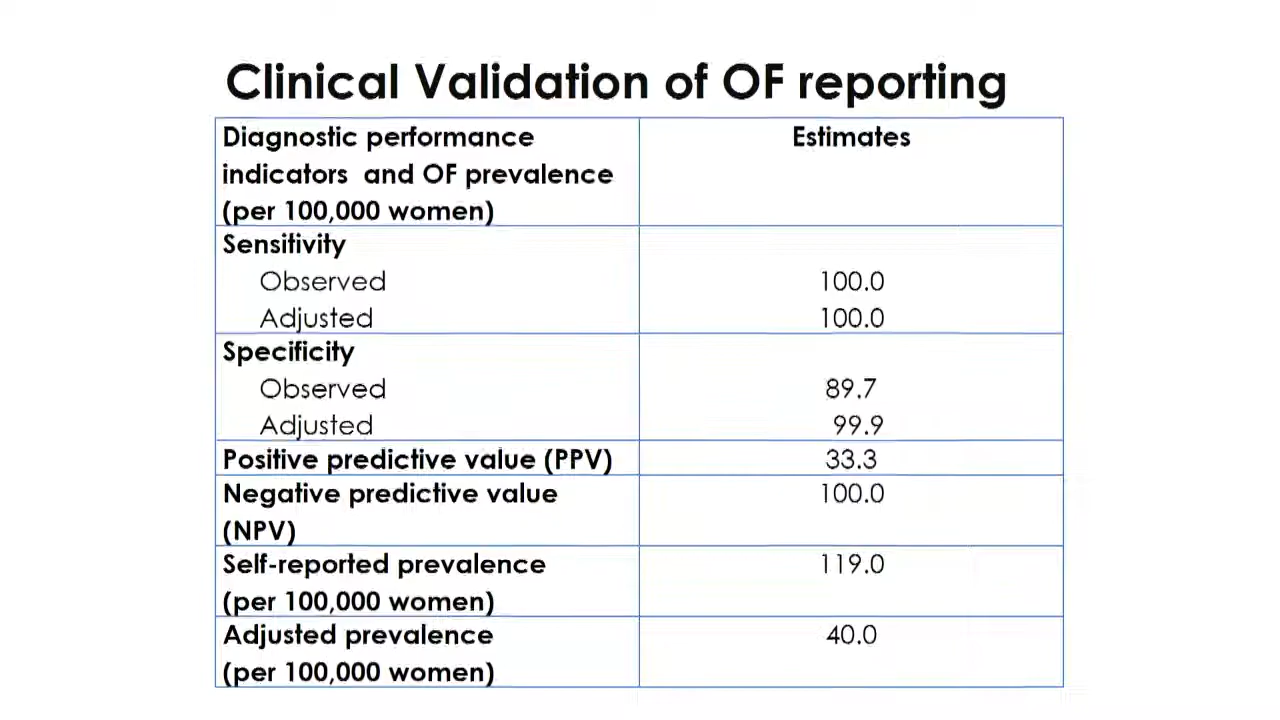 Clinical Validation of OF reporting
Diagnostic performance
indicators and OF prevalence
(per 100,000 women)
Estimates
Sensitivity
Observed 100.0
Adjusted 100.0
Specificity
Observed 89.7
Adjusted 99.9
Positive predictive value (PPV) 33.3
Negative predictive value 100.0
(NPV)
Self-reported prevalence 119.0
(per 100,000 women)
Adjusted prevalence 40.0
(per 100,000 women)